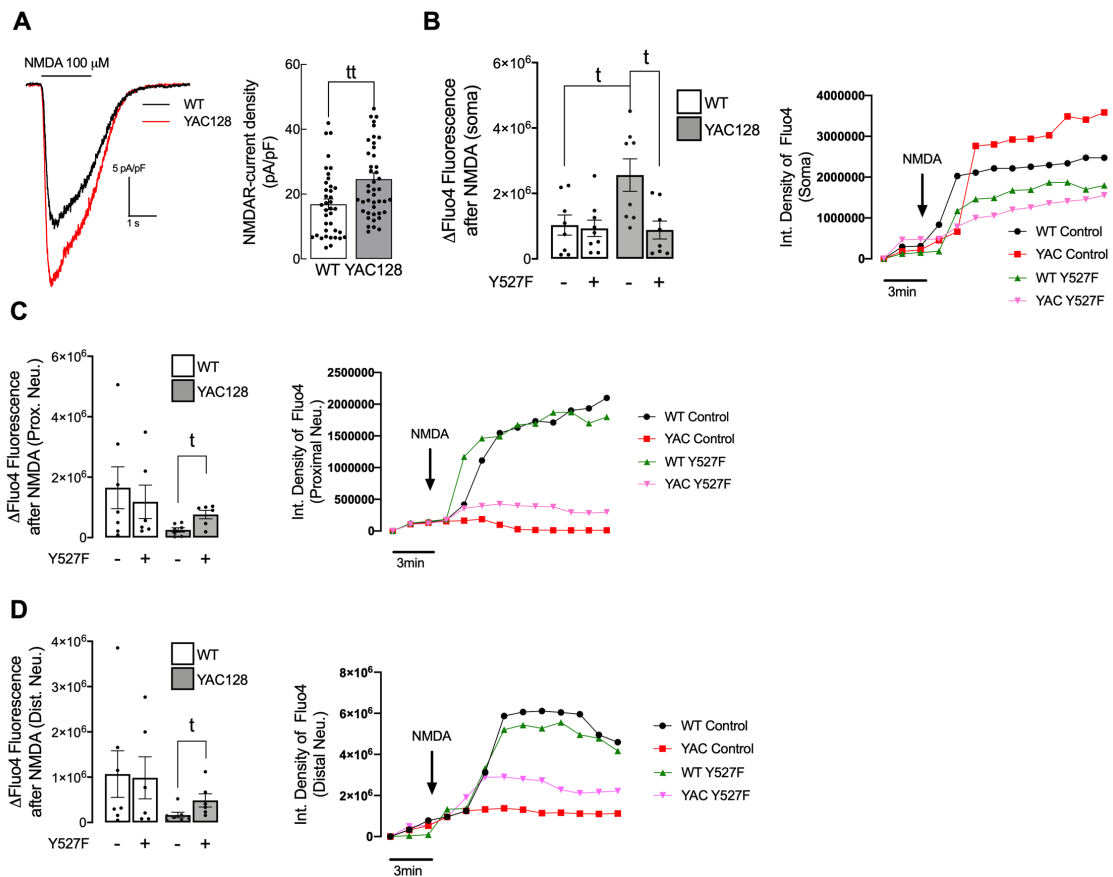 A
NMDA 100 µM
WT
YAC128
5 pA/pF
1 s
NMDAR-current density
(pA/pF)
60
40
20
0
WT
YAC128
tt
B
ΔFluo4 Fluorescence
after NMDA (soma)
6×10⁶
4×10⁶
2×10⁶
0
t
t
WT
YAC128
Y527F
- + - +
Int. Density of Fluo4
(Soma)
4000000
3000000
2000000
1000000
0
NMDA
3min
WT Control
YAC Control
WT Y527F
YAC Y527F
C
ΔFluo4 Fluorescence
after NMDA (Prox. Neu.)
6×10⁶
4×10⁶
2×10⁶
0
t
WT
YAC128
Y527F
- + - +
Int. Density of Fluo4
(Proximal Neu.)
2500000
2000000
1500000
1000000
500000
0
NMDA
3min
WT Control
YAC Control
WT Y527F
YAC Y527F
D
ΔFluo4 Fluorescence
after NMDA (Dist. Neu.)
4×10⁶
3×10⁶
2×10⁶
1×10⁶
0
t
WT
YAC128
Y527F
- + - +
Int. Density of Fluo4
(Distal Neu.)
8×10⁶
6×10⁶
4×10⁶
2×10⁶
0
NMDA
3min
WT Control
YAC Control
WT Y527F
YAC Y527F